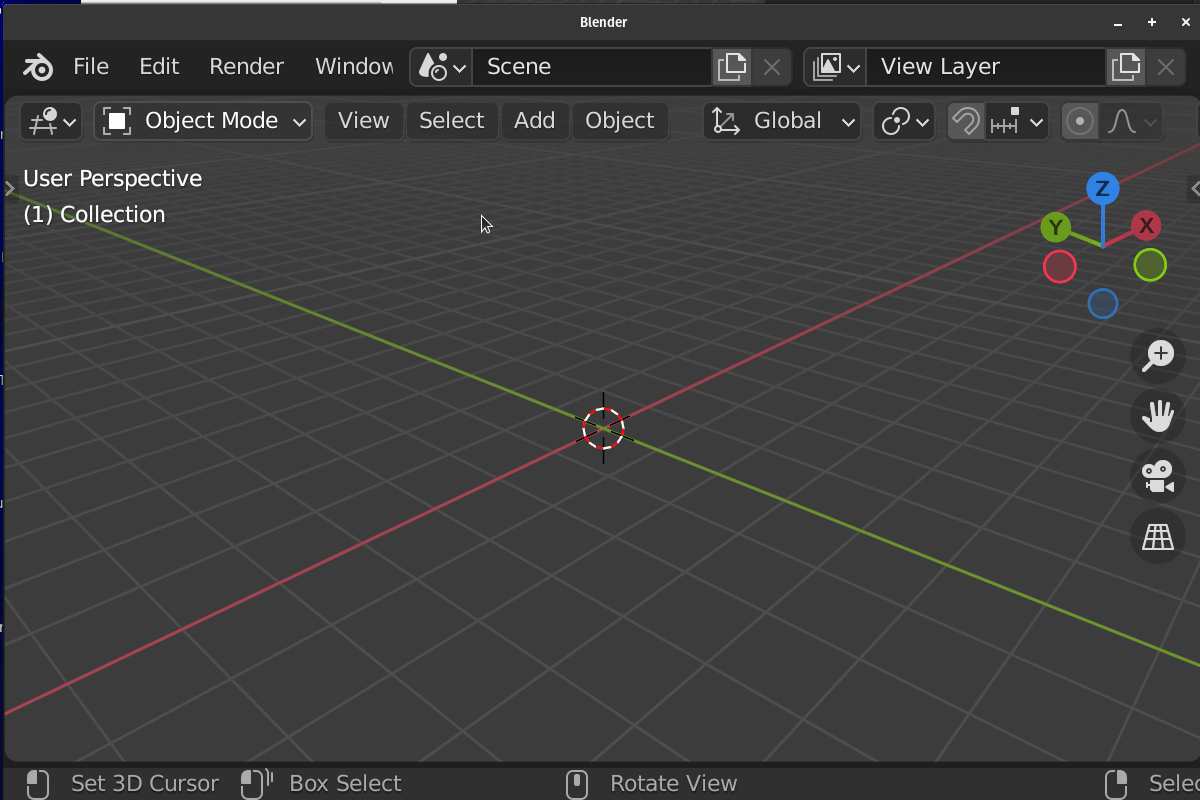 Blender
File Edit Render Window Scene View Layer
Object Mode View Select Add Object Global
User Perspective
(1) Collection
Z
Y X
Set 3D Cursor Box Select Rotate View Selec